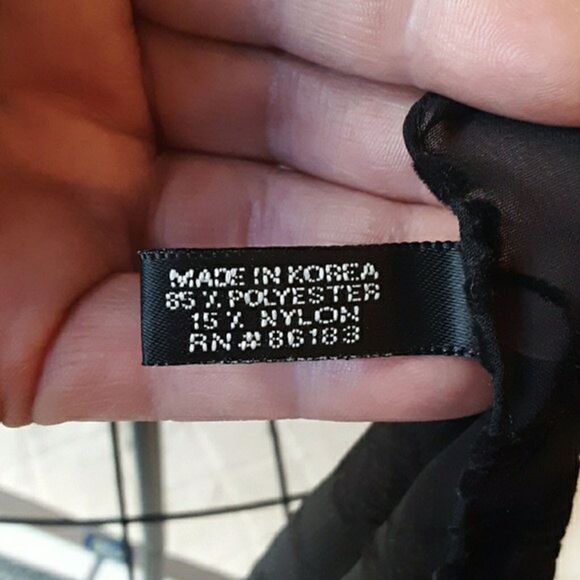 MADE IN KOREA
85 % POLYESTER
15 % NYLON
RN# 86183